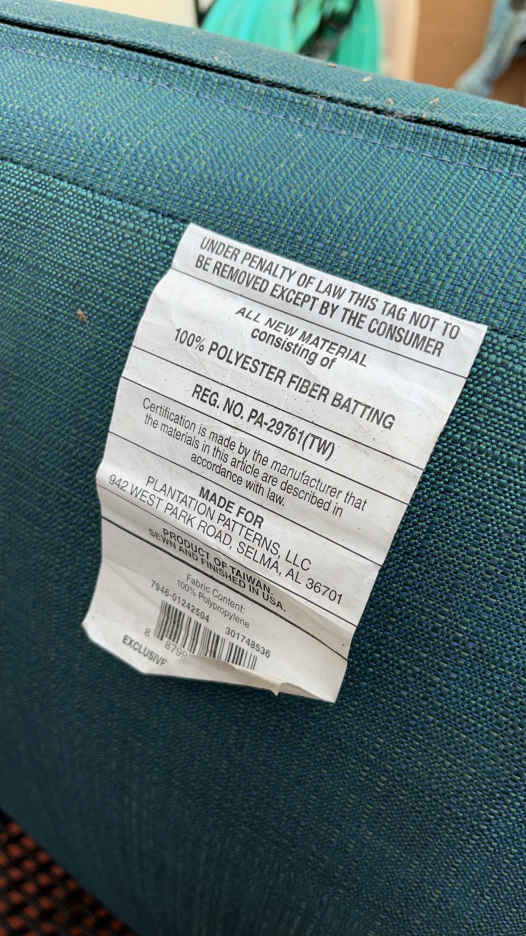 UNDER PENALTY OF LAW THIS TAG NOT TO
BE REMOVED EXCEPT BY THE CONSUMER
ALL NEW MATERIAL
consisting of
100% POLYESTER FIBER BATTING
REG. NO. PA-29761(TW)
Certification is made by the manufacturer that
the materials in this article are described in
accordance with law.
MADE FOR
PLANTATION PATTERNS, LLC
942 WEST PARK ROAD, SELMA, AL 36701
PRODUCT OF TAIWAN.
SEWN AND FINISHED IN USA.
Fabric Content:
100% Polypropylene
7948-01242504 301748536
EXCLUSIVE